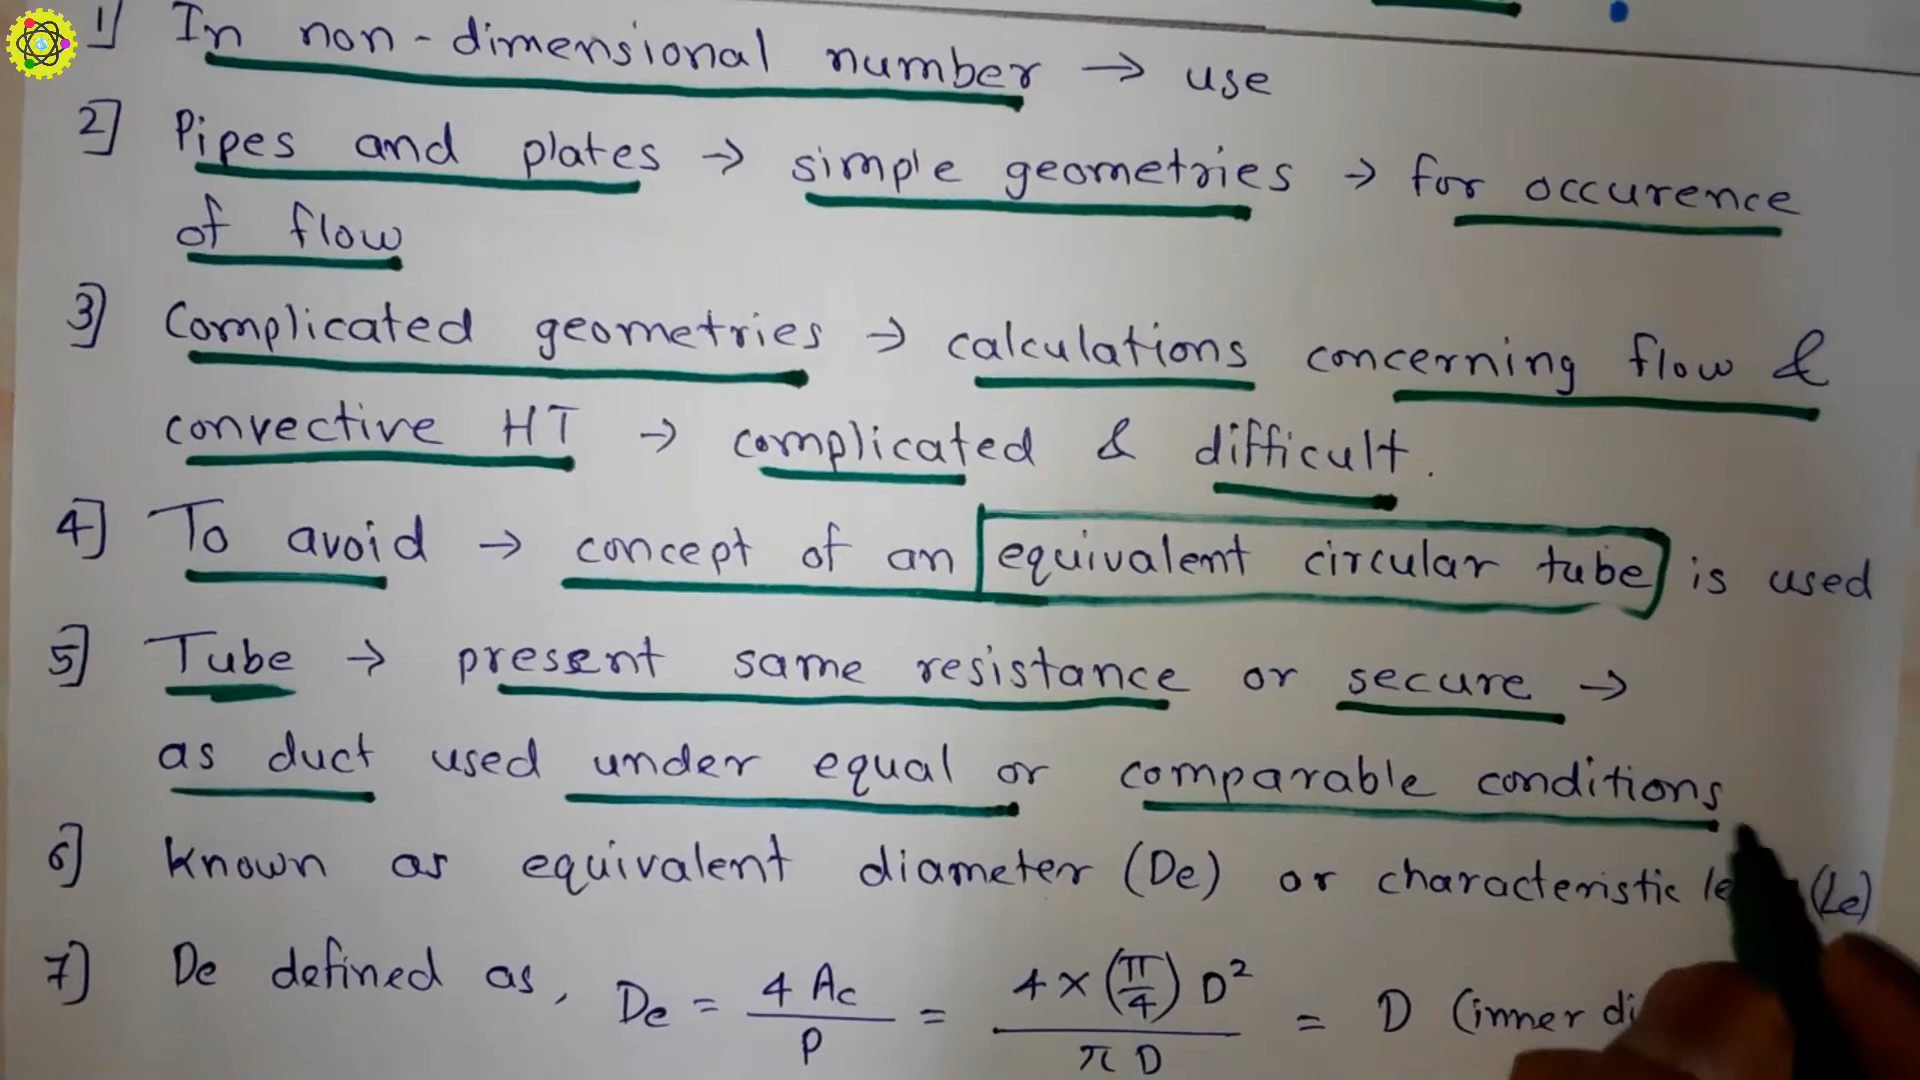 1] In non-dimensional number → use
2] Pipes and plates → simple geometries → for occurence
of flow
3] Complicated geometries → calculations concerning flow &
convective HT → complicated & difficult.
4] To avoid → concept of an equivalent circular tube is used
5] Tube → present same resistance or secure →
as duct used under equal or comparable conditions
6] Known as equivalent diameter (De) or characteristic (Le)
7] De defined as, De = 4 Ac / P = 4 × (π/4) D² / π D = D (inner